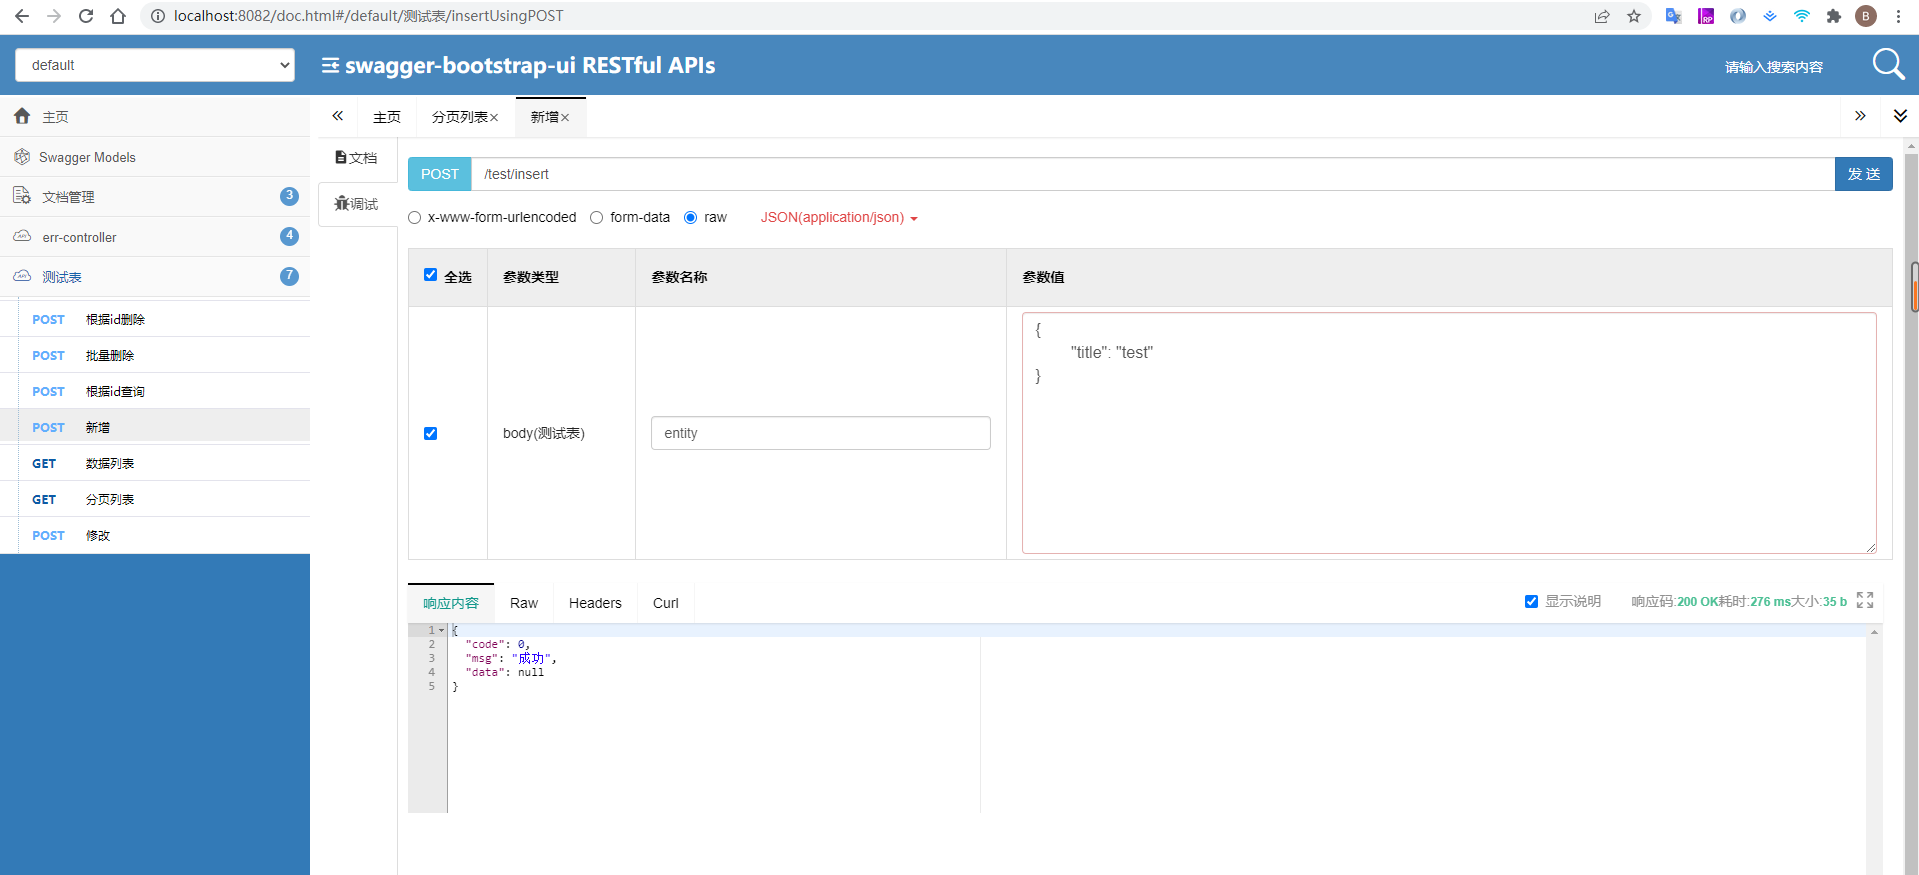 localhost:8082/doc.html#/default/测试表/insertUsingPOST
B
default
swagger-bootstrap-ui RESTful APIs
请输入搜索内容
主页
Swagger Models
文档管理 3
err-controller 4
测试表 7
POST 根据id删除
POST 批量删除
POST 根据id查询
POST 新增
GET 数据列表
GET 分页列表
POST 修改
主页 分页列表× 新增×
文档
调试
POST /test/insert 发 送
x-www-form-urlencoded form-data raw JSON(application/json)
全选 参数类型 参数名称 参数值
body(测试表) entity
{
"title": "test"
}
响应内容 Raw Headers Curl 显示说明 响应码:200 OK耗时:276 ms大小:35 b
1 {
2 "code": 0,
3 "msg": "成功",
4 "data": null
5 }